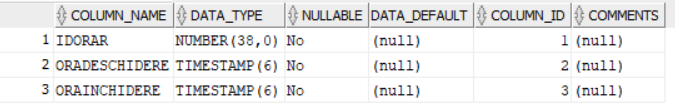 COLUMN_NAME DATA_TYPE NULLABLE DATA_DEFAULT COLUMN_ID COMMENTS
1 IDORAR NUMBER(38,0) No (null) 1 (null)
2 ORADESCHIDERE TIMESTAMP(6) No (null) 2 (null)
3 ORAINCHIDERE TIMESTAMP(6) No (null) 3 (null)